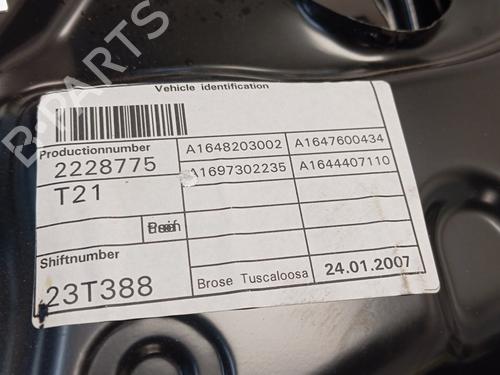 B-PARTS
Vehicle identification
Productionnumber
2228775
T21
A1648203002 A1647600434
A1697302235 A1644407110
Shiftnumber
23T388
Brose Tuscaloosa 24.01.2007